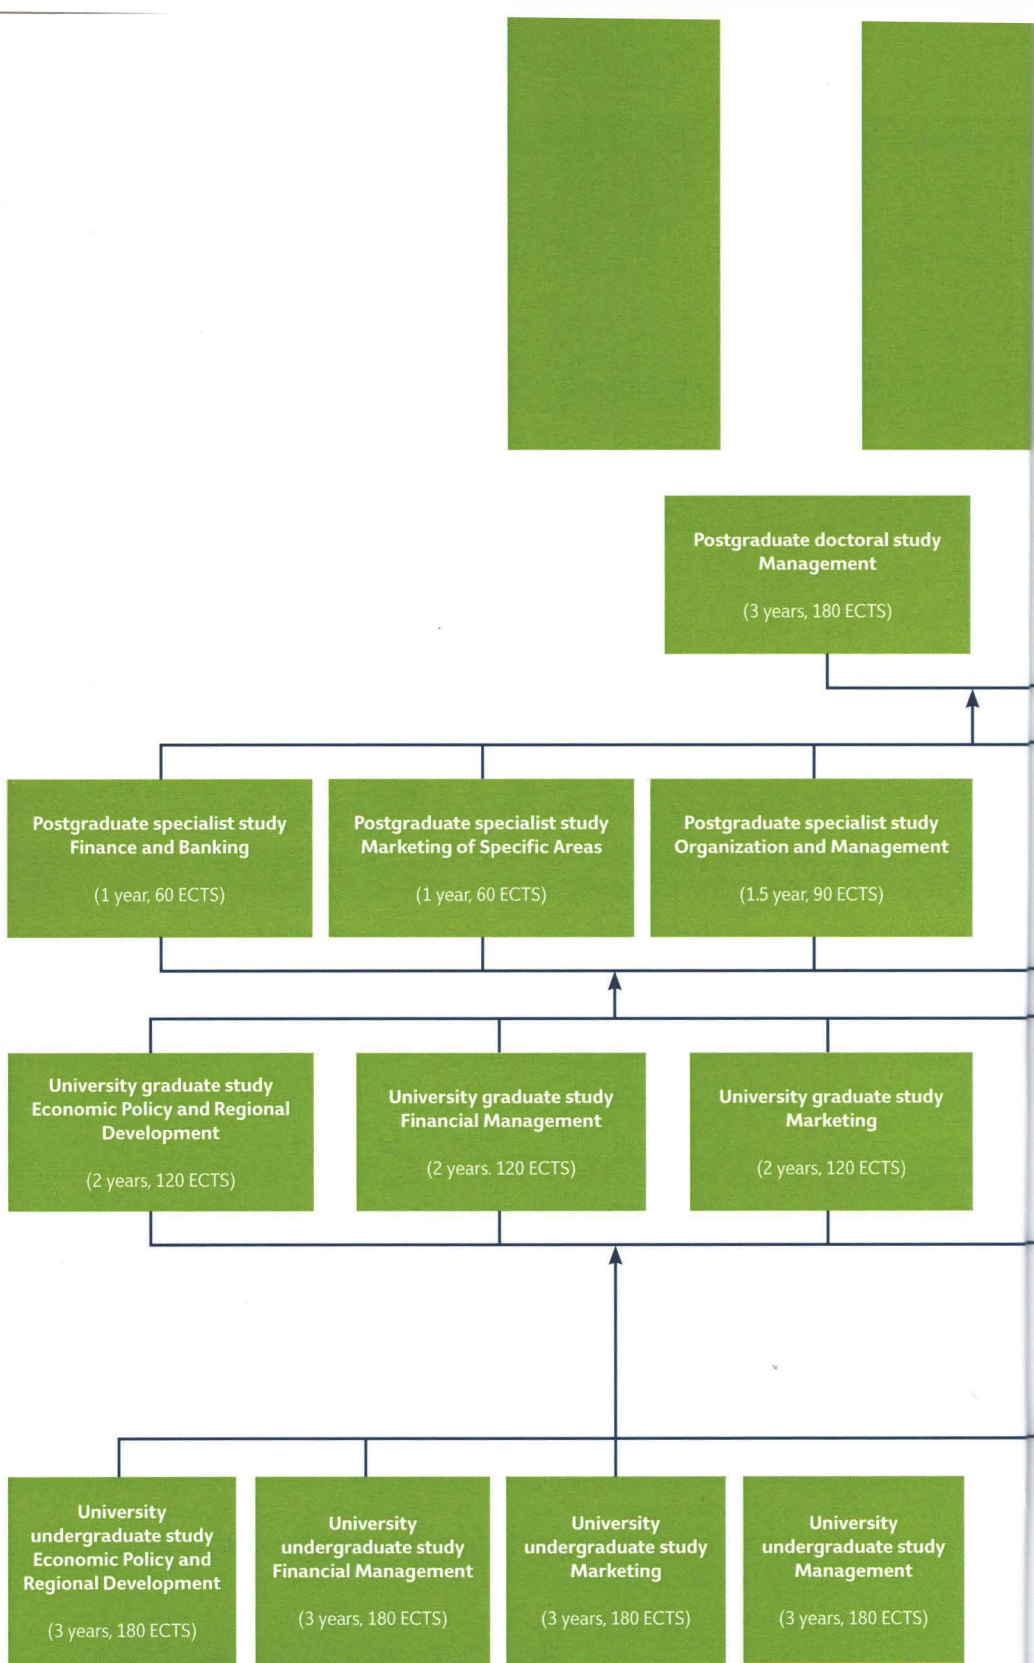 Postgraduate doctoral study
Management
(3 years, 180 ECTS)
Postgraduate specialist study
Finance and Banking
(1 year, 60 ECTS)
Postgraduate specialist study
Marketing of Specific Areas
(1 year, 60 ECTS)
Postgraduate specialist study
Organization and Management
(1.5 year, 90 ECTS)
University graduate study
Economic Policy and Regional
Development
(2 years, 120 ECTS)
University graduate study
Financial Management
(2 years. 120 ECTS)
University graduate study
Marketing
(2 years, 120 ECTS)
University
undergraduate study
Economic Policy and
Regional Development
(3 years, 180 ECTS)
University
undergraduate study
Financial Management
(3 years, 180 ECTS)
University
undergraduate study
Marketing
(3 years, 180 ECTS)
University
undergraduate study
Management
(3 years, 180 ECTS)